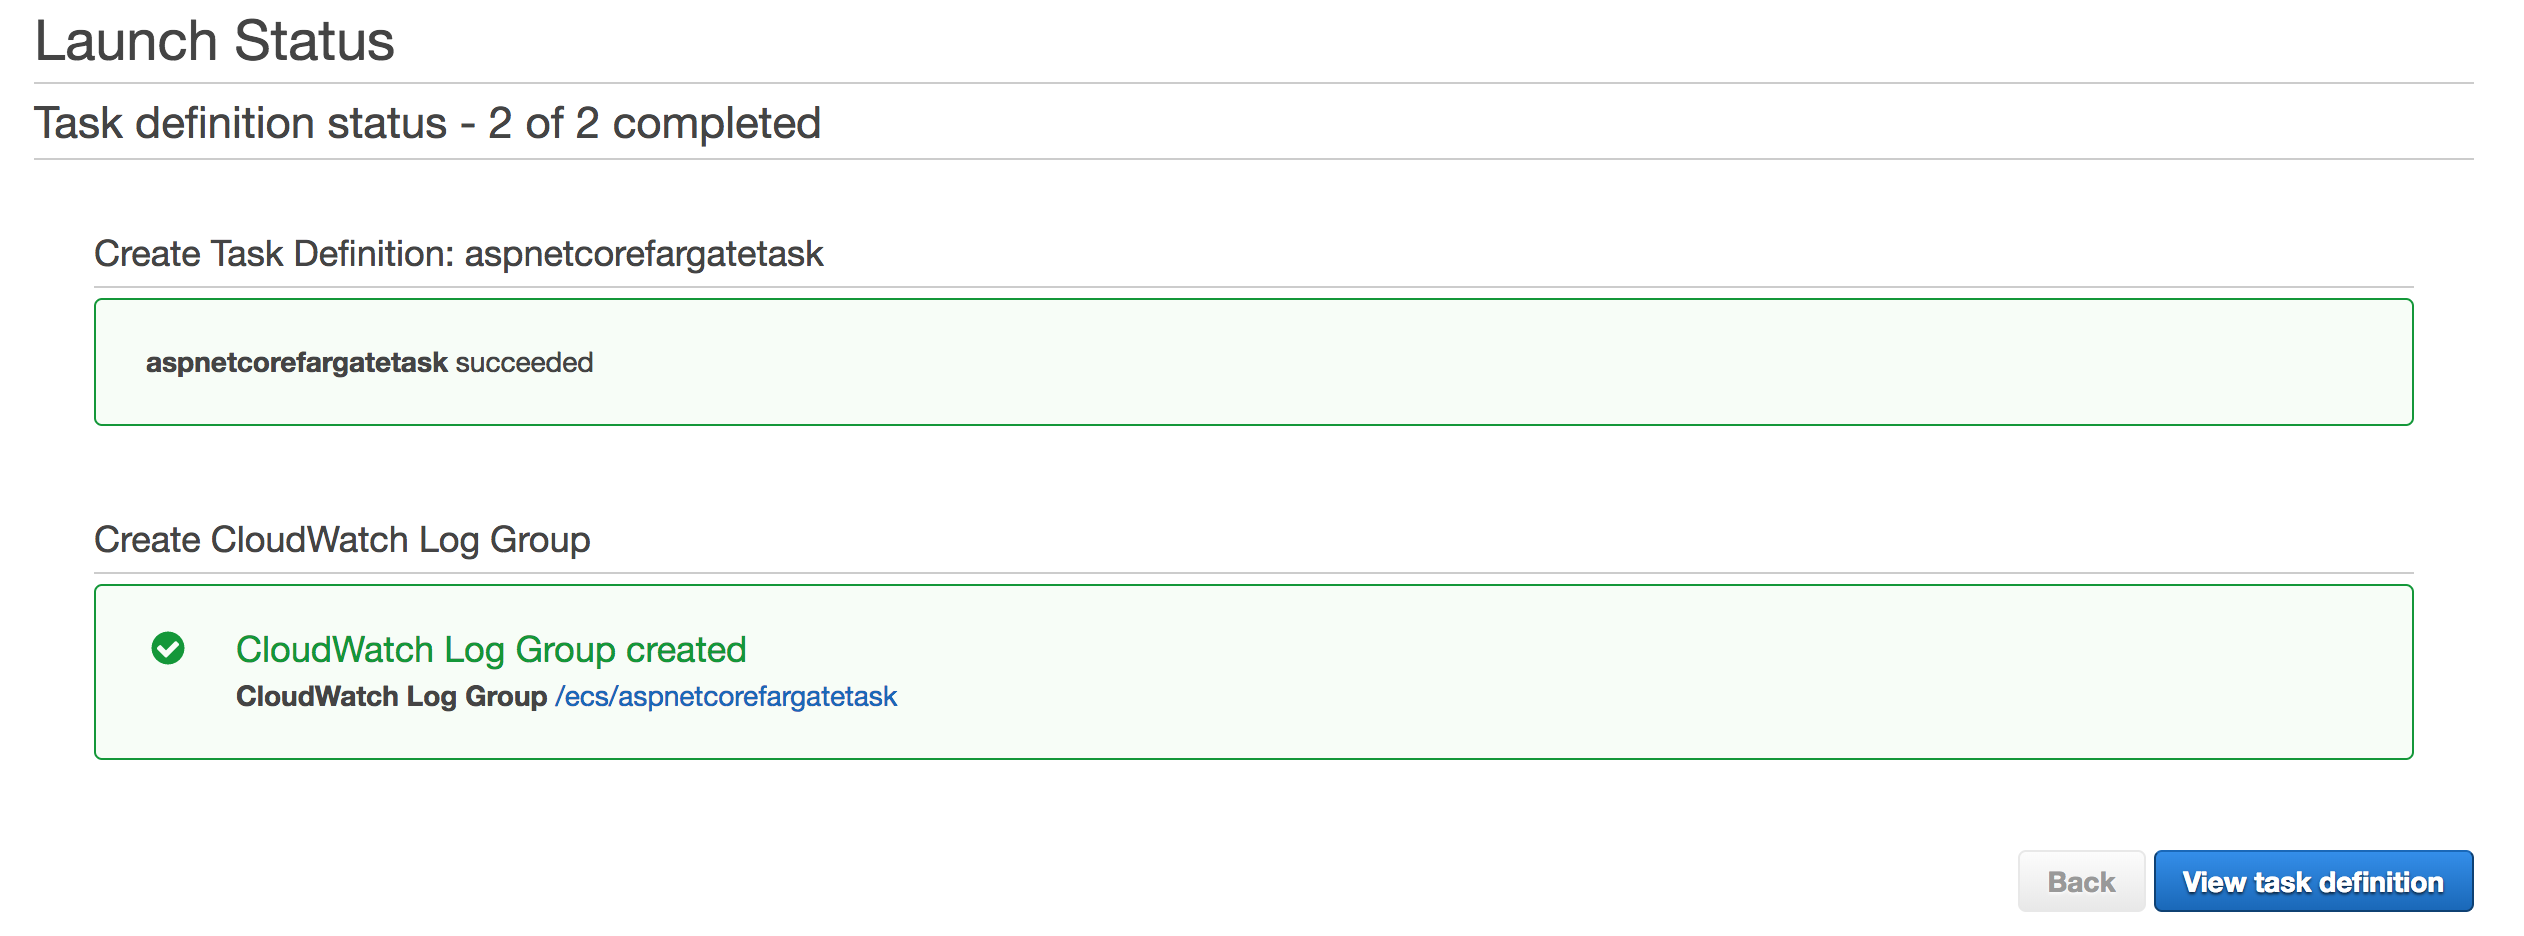 Launch Status
Task definition status - 2 of 2 completed
Create Task Definition: aspnetcorefargatetask
aspnetcorefargatetask succeeded
Create CloudWatch Log Group
CloudWatch Log Group created
CloudWatch Log Group /ecs/aspnetcorefargatetask
Back View task definition